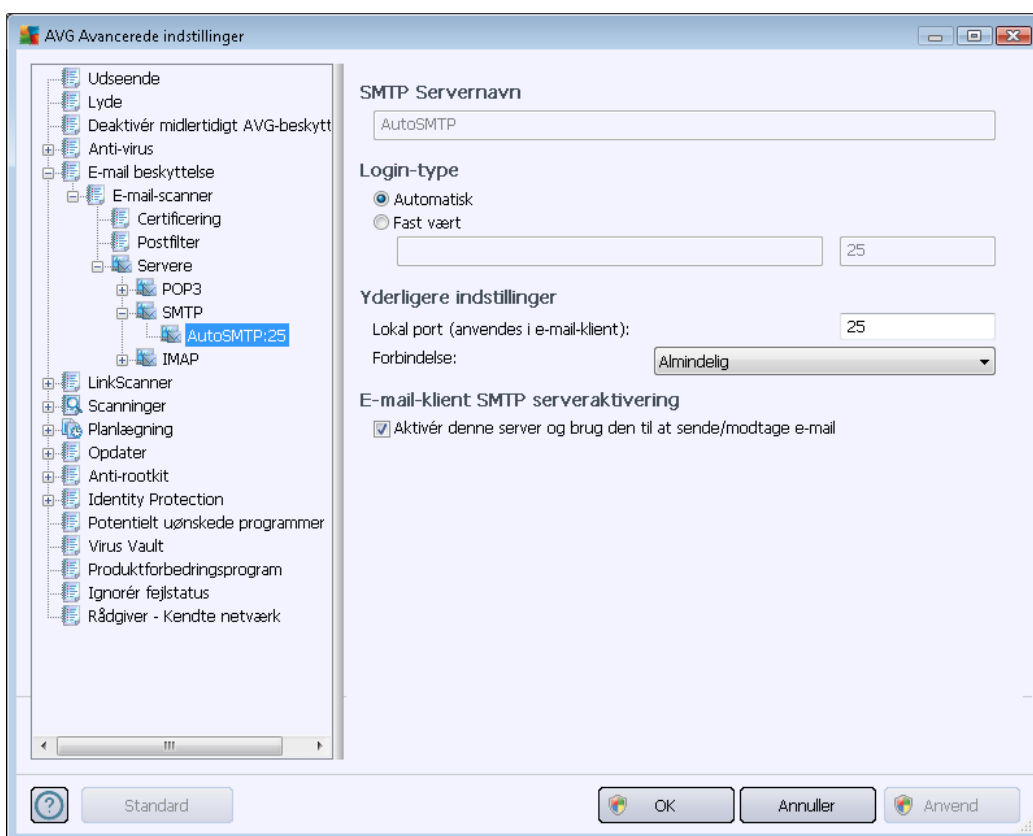 AVG Avancerede indstillinger
Udseende
Lyde
Deaktivér midlertidigt AVG-beskytt
Anti-virus
E-mail beskyttelse
E-mail-scanner
Certificering
Postfilter
Servere
POP3
SMTP
AutoSMTP:25
IMAP
LinkScanner
Scanninger
Planlægning
Opdater
Anti-rootkit
Identity Protection
Potentielt uønskede programmer
Virus Vault
Produktforbedringsprogram
Ignorér fejlstatus
Rådgiver - Kendte netværk
SMTP Servernavn
AutoSMTP
Login-type
Automatisk
Fast vært
25
Yderligere indstillinger
Lokal port (anvendes i e-mail-klient): 25
Forbindelse: Almindelig
E-mail-klient SMTP serveraktivering
Aktivér denne server og brug den til at sende/modtage e-mail
? Standard OK Annuller Anvend